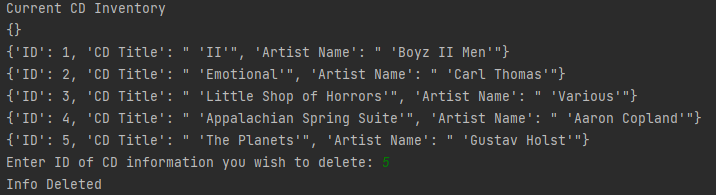 Current CD Inventory
{}
{'ID': 1, 'CD Title': " 'II'", 'Artist Name': " 'Boyz II Men'"}
{'ID': 2, 'CD Title': " 'Emotional'", 'Artist Name': " 'Carl Thomas'"}
{'ID': 3, 'CD Title': " 'Little Shop of Horrors'", 'Artist Name': " 'Various'"}
{'ID': 4, 'CD Title': " 'Appalachian Spring Suite'", 'Artist Name': " 'Aaron Copland'"}
{'ID': 5, 'CD Title': " 'The Planets'", 'Artist Name': " 'Gustav Holst'"}
Enter ID of CD information you wish to delete: 5
Info Deleted